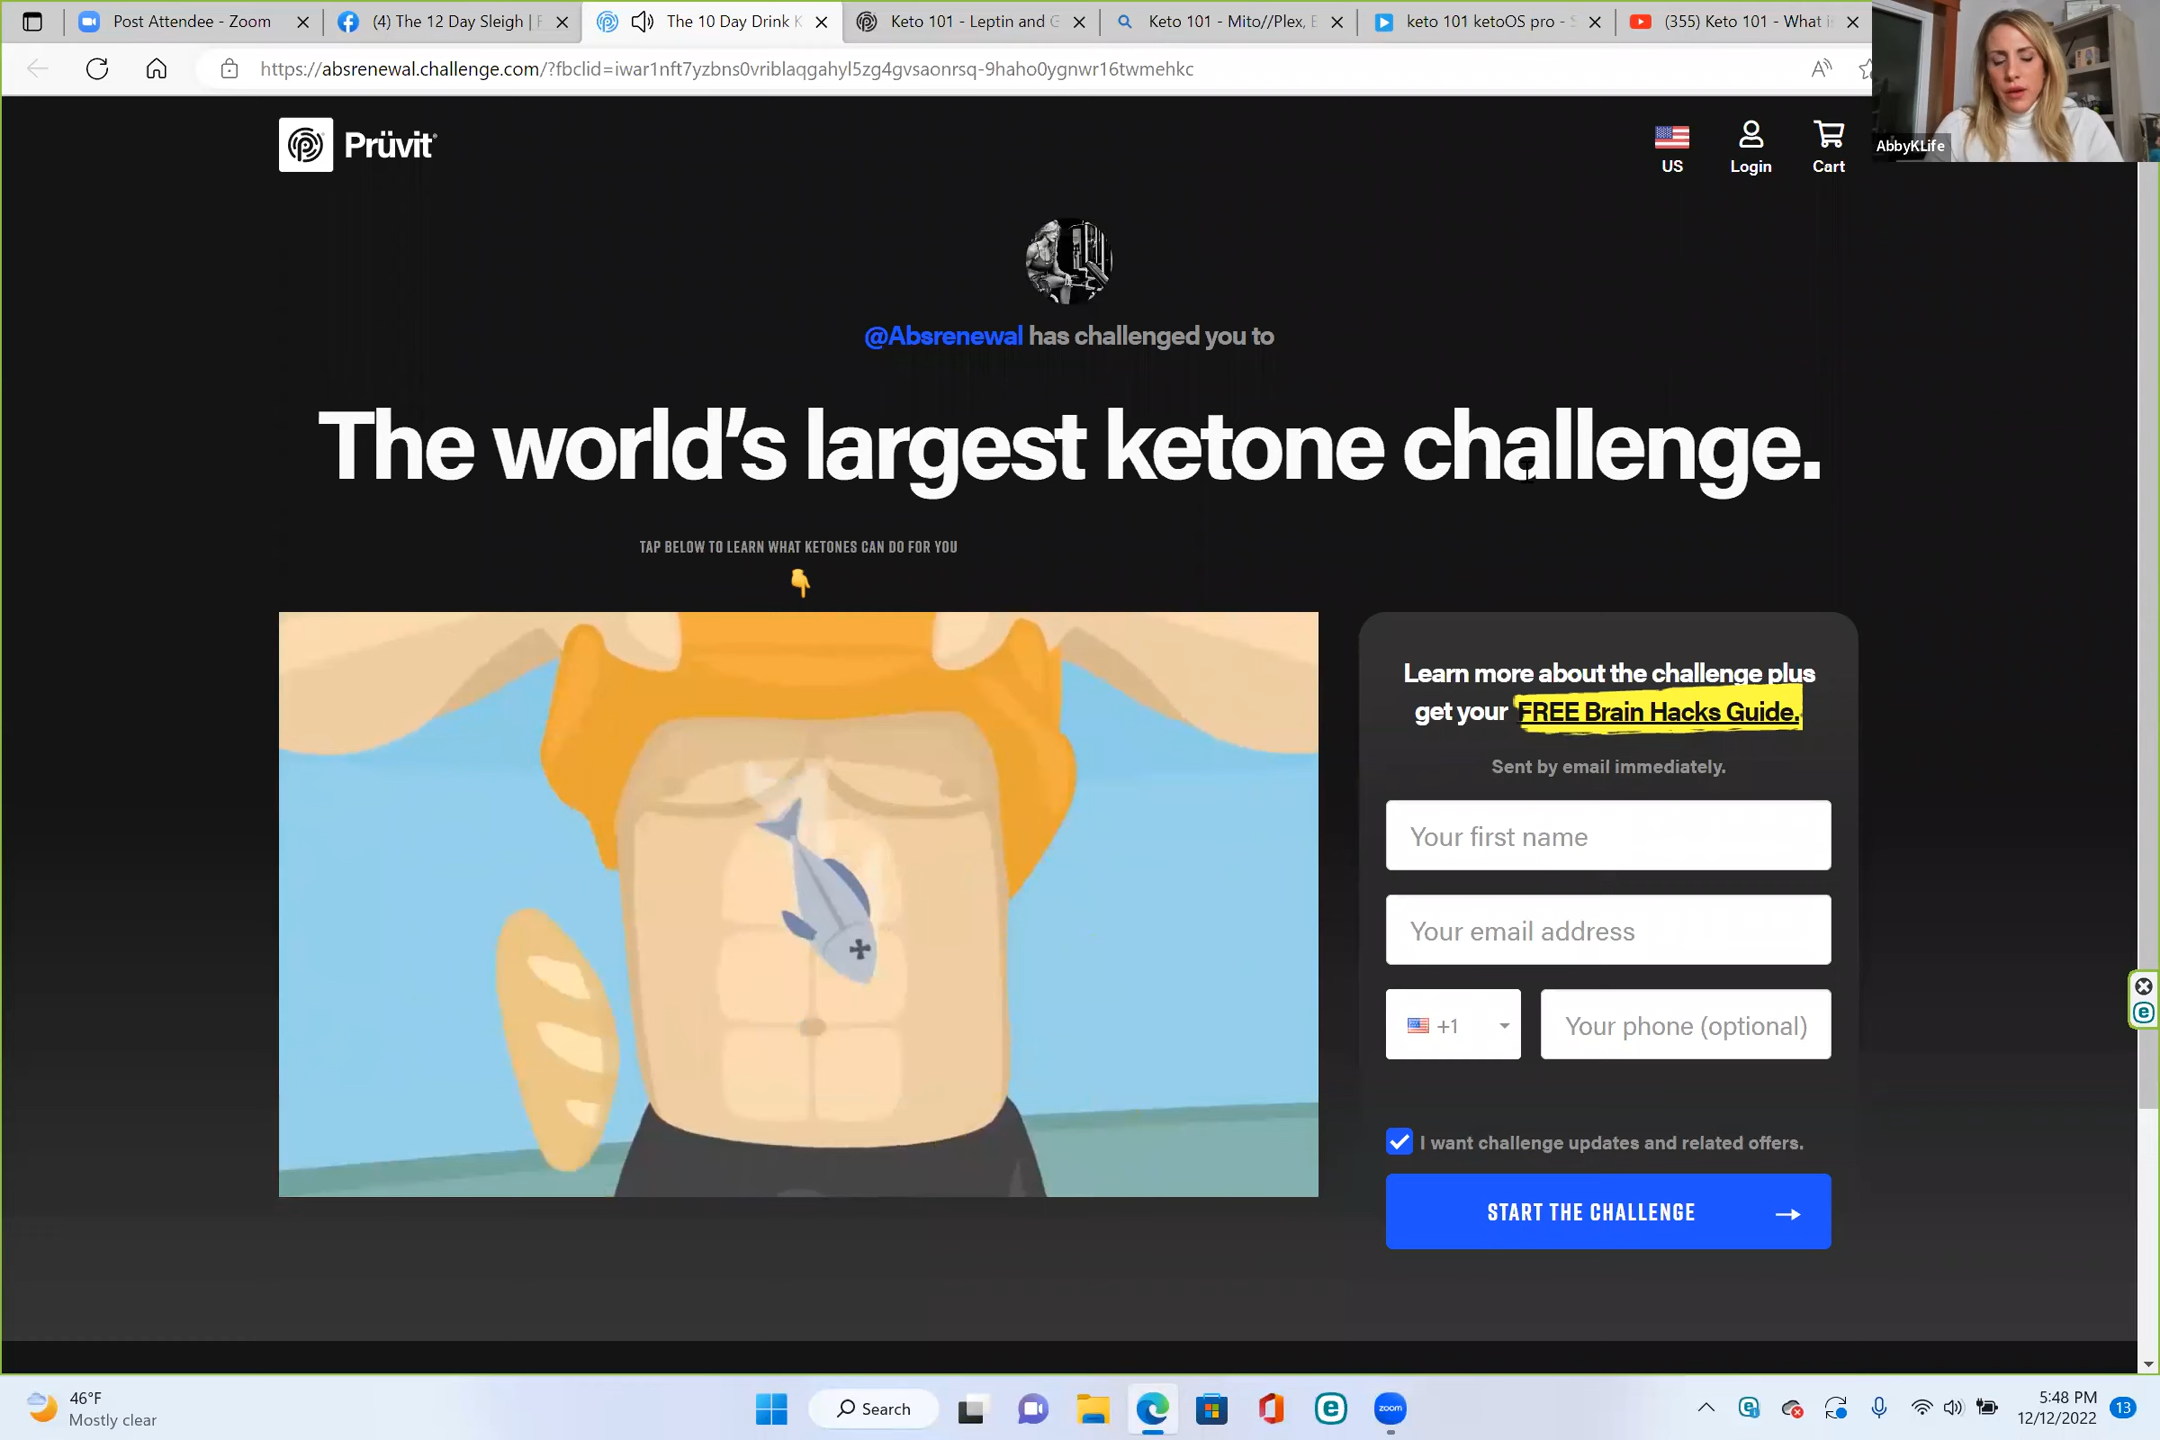 Post Attendee - Zoom
(4) The 12 Day Sleigh |
The 10 Day Drink K
Keto 101 - Leptin and G
Keto 101 - Mito//Plex, E
keto 101 ketoOS pro -
(355) Keto 101 - What i
https://absrenewal.challenge.com/?fbclid=iwar1nft7yzbns0vriblaqgahyl5zg4gvsaonrsq-9haho0ygnwr16twmehkc
AbbyKLife
Prüvit
US
Login
Cart
@Absrenewal has challenged you to
The world's largest ketone challenge.
TAP BELOW TO LEARN WHAT KETONES CAN DO FOR YOU
Learn more about the challenge plus
get your FREE Brain Hacks Guide.
Sent by email immediately.
Your first name
Your email address
+1
Your phone (optional)
I want challenge updates and related offers.
START THE CHALLENGE
46°F
Mostly clear
Search
zoom
5:48 PM
12/12/2022
13